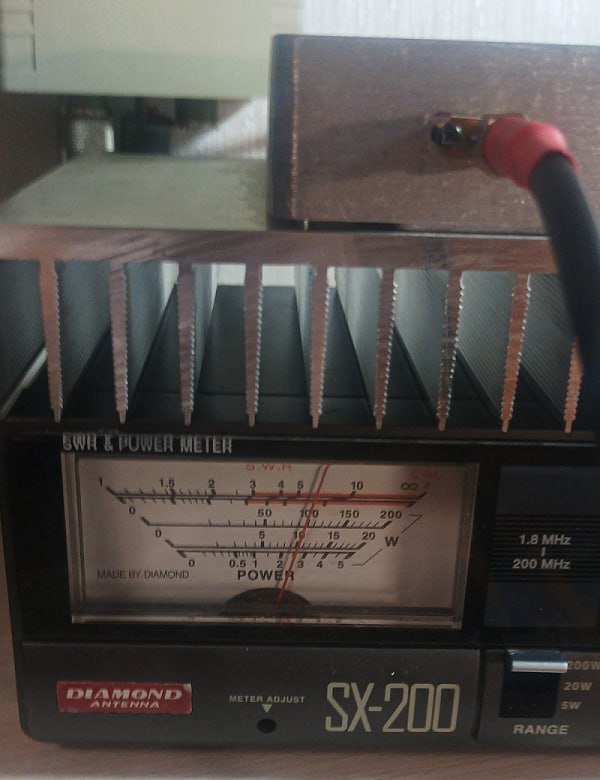 SWR & POWER METER
S.W.R CAL
1 1.5 2 3 4 5 10 ∞
0 50 100 150 200
0 5 10 15 20
W
0 0.5 1 2 3 4 5
MADE BY DIAMOND POWER
1.8 MHz
200 MHz
DIAMOND
ANTENNA
METER ADJUST
SX-200
200W
20W
5W
RANGE